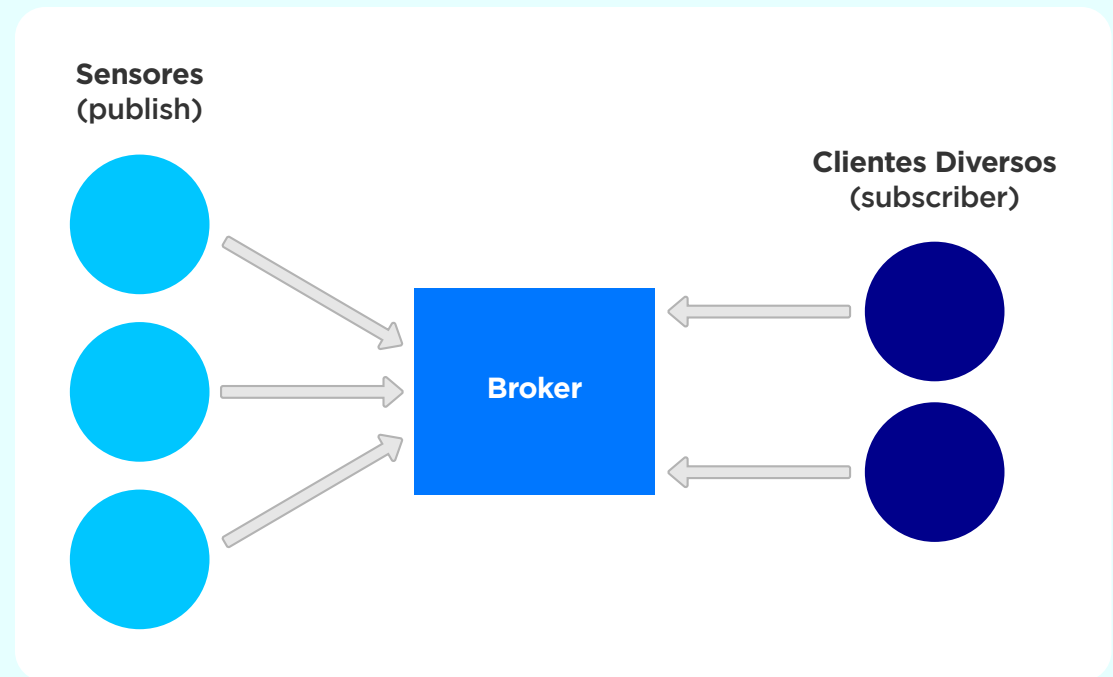 Sensores
(publish)
Clientes Diversos
(subscriber)
Broker